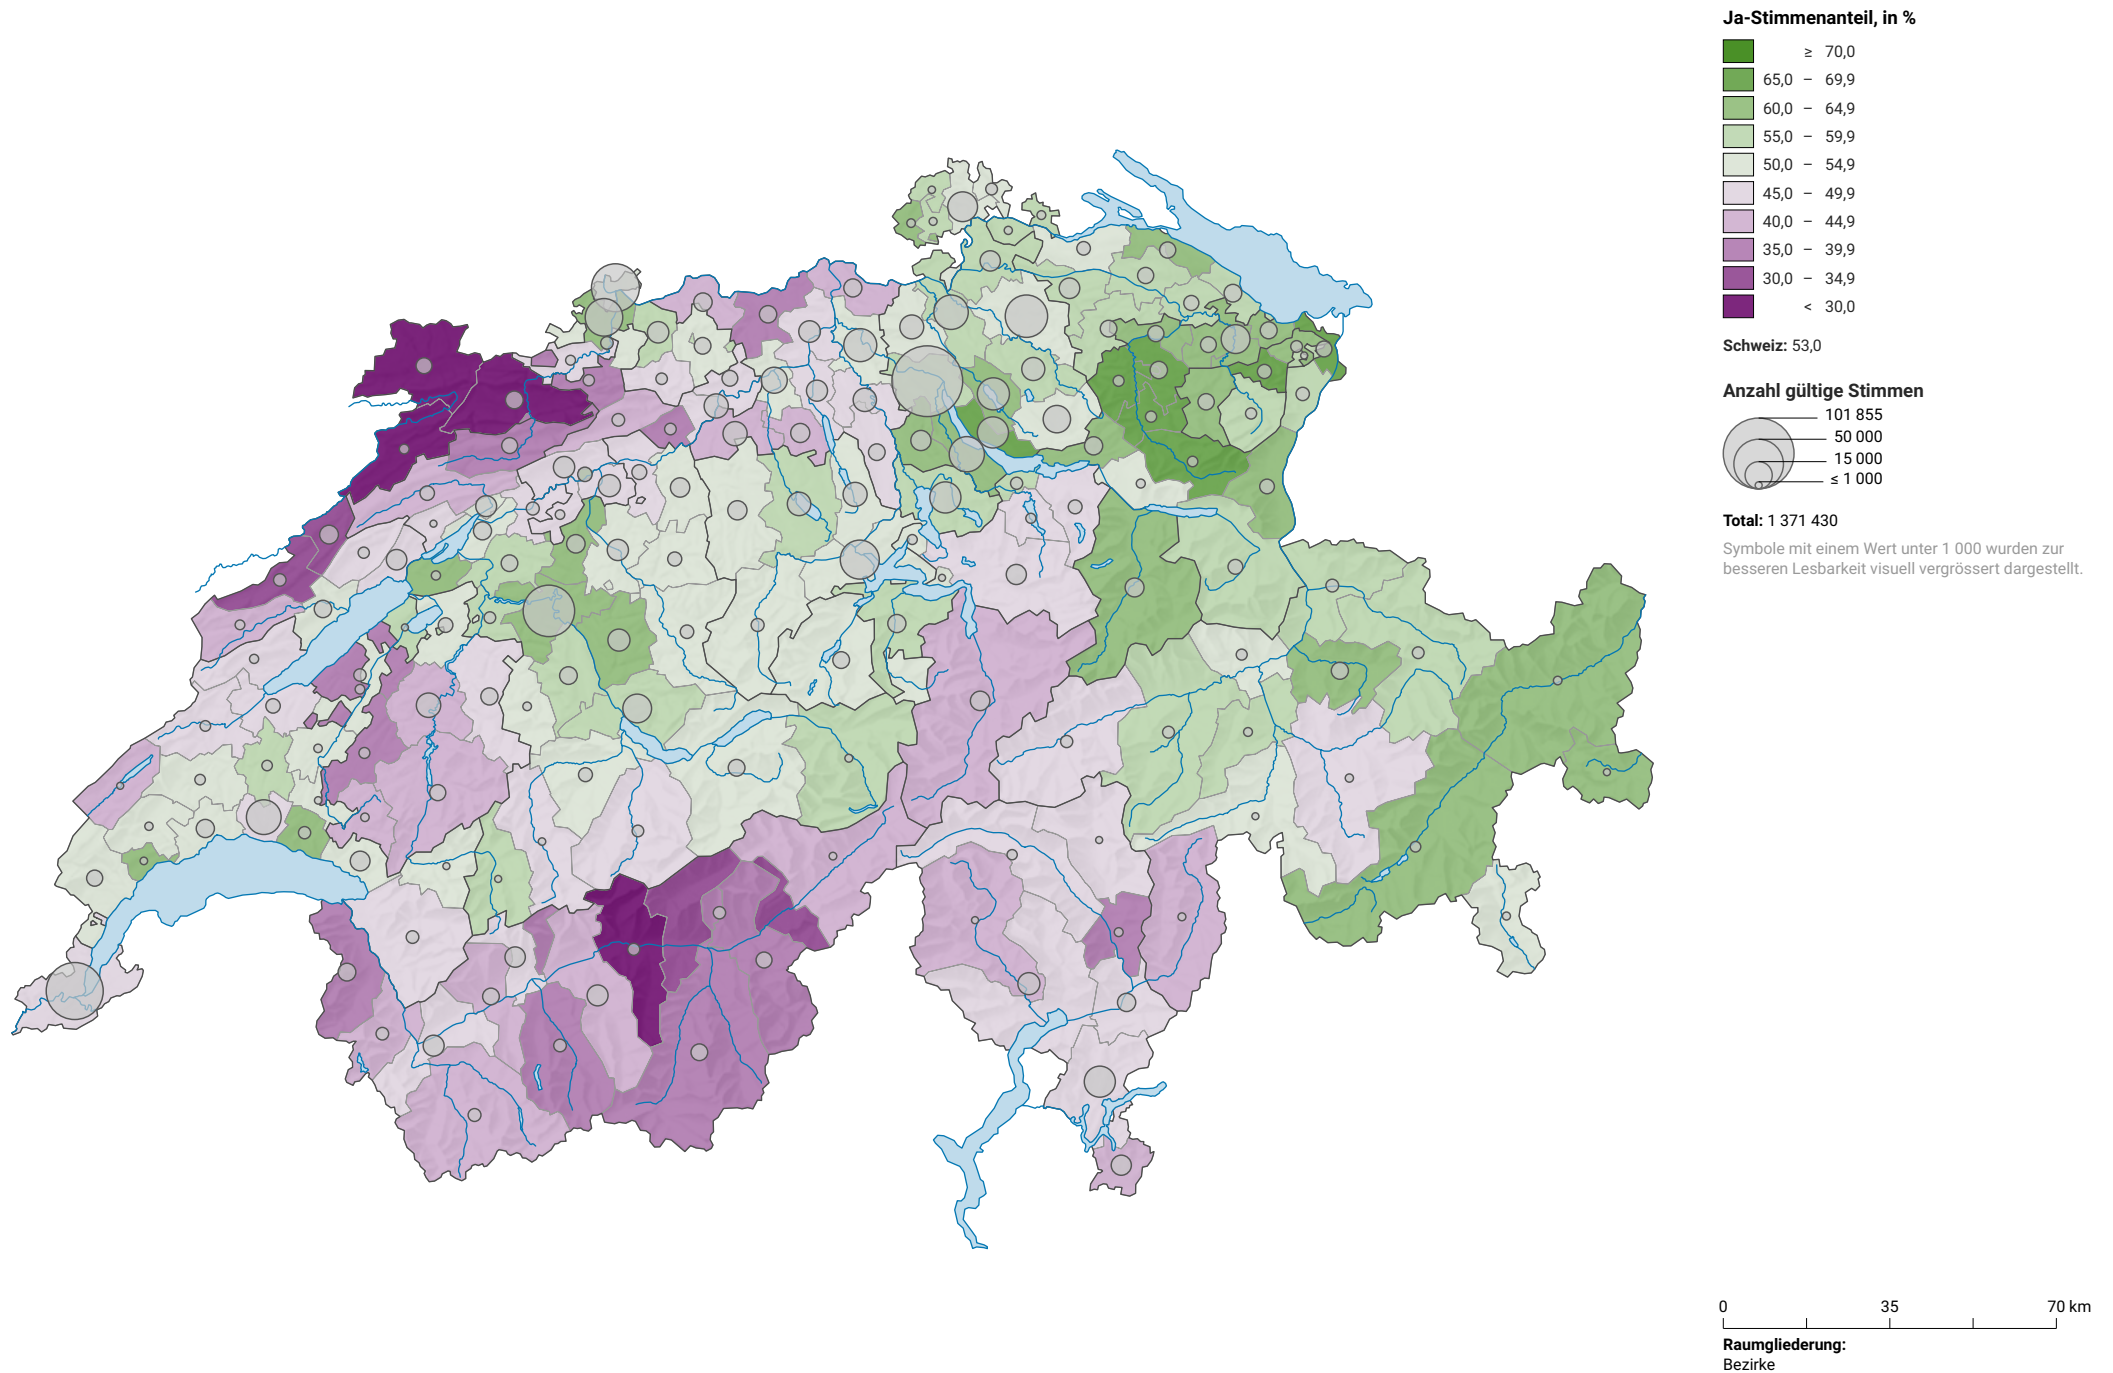 Ja-Stimmenanteil, in %
≥ 70,0
65,0 – 69,9
60,0 – 64,9
55,0 – 59,9
50,0 – 54,9
45,0 – 49,9
40,0 – 44,9
35,0 – 39,9
30,0 – 34,9
< 30,0
Schweiz: 53,0
Anzahl gültige Stimmen
101 855
50 000
15 000
≤ 1 000
Total: 1 371 430
Symbole mit einem Wert unter 1 000 wurden zur
besseren Lesbarkeit visuell vergrössert dargestellt.
0 35 70 km
Raumgliederung:
Bezirke